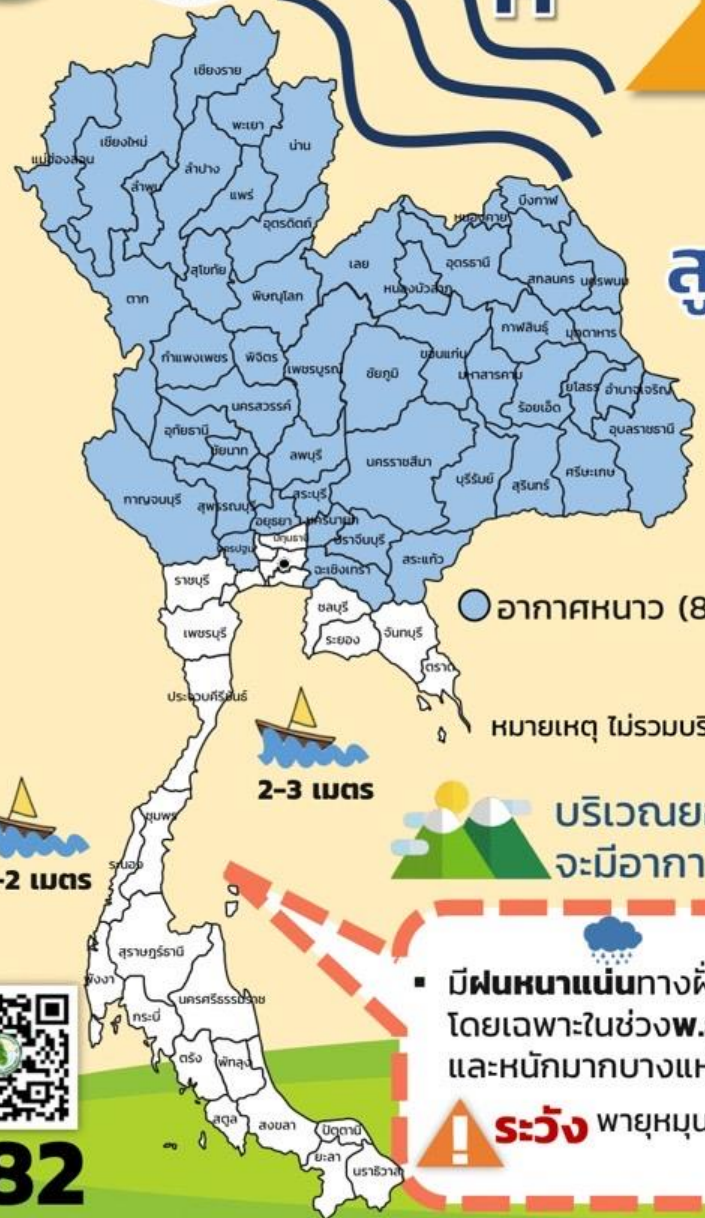 เชียงราย
พะเยา
น่าน
เชียงใหม่
แม่ฮ่องสอน
ลำปาง
ลำพูน
แพร่
อุตรดิตถ์
บึงกาฬ
หนองคาย
เลย
อุดรธานี
สุโขทัย
หนองบัวลำภู
สกลนคร
นครพนม
ตาก
พิษณุโลก
กาฬสินธุ์
มุกดาหาร
กำแพงเพชร
พิจิตร
เพชรบูรณ์
ชัยภูมิ
ขอนแก่น
มหาสารคาม
ร้อยเอ็ด
ยโสธร
อำนาจเจริญ
นครสวรรค์
อุทัยธานี
ชัยนาท
ลพบุรี
นครราชสีมา
อุบลราชธานี
บุรีรัมย์
สุรินทร์
ศรีษะเกษ
กาญจนบุรี
สุพรรณบุรี
สระบุรี
อยุธยา
นครนายก
ปทุมธานี
ปราจีนบุรี
นครปฐม
ฉะเชิงเทรา
สระแก้ว
ราชบุรี
ชลบุรี
เพชรบุรี
ระยอง
จันทบุรี
ตราด
ประจวบคีรีขันธ์
อากาศหนาว (8
หมายเหตุ ไม่รวมบริ
2-3 เมตร
ชุมพร
ระนอง
-2 เมตร
บริเวณย
จะมีอากา
สุราษฎร์ธานี
พังงา
นครศรีธรรมราช
กระบี่
ตรัง
พัทลุง
สตูล
สงขลา
ปัตตานี
ยะลา
นราธิวาส
▪ มีฝนหนาแน่นทางฝั่
โดยเฉพาะในช่วงพ.
และหนักมากบางแห
ระวัง พายุหมุน
82